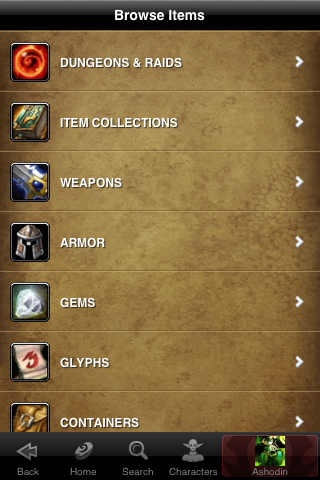 Browse Items
DUNGEONS & RAIDS
ITEM COLLECTIONS
WEAPONS
ARMOR
GEMS
GLYPHS
CONTAINERS
Back
Home
Search
Characters
Ashodin